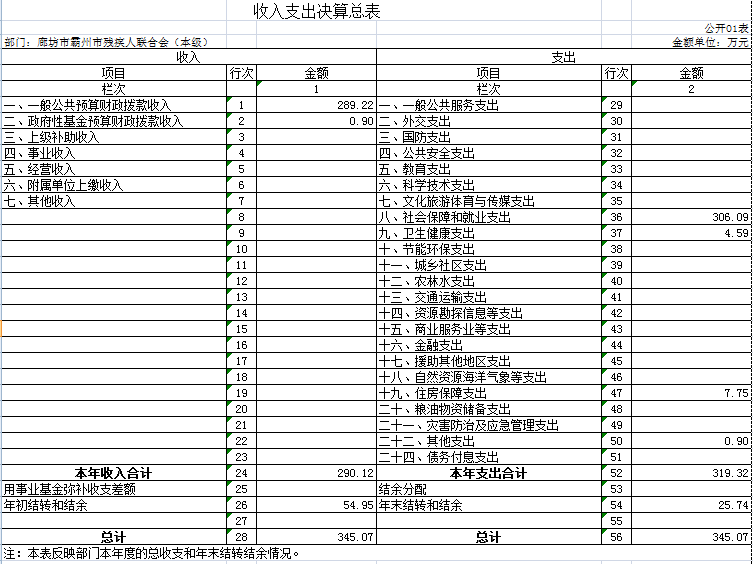 收入支出决算总表
公开01表
部门：廊坊市霸州市残疾人联合会（本级） 金额单位：万元
收入 支出
项目 行次 金额 项目 行次 金额
栏次 1 栏次 2
一、一般公共预算财政拨款收入 1 289.22 一、一般公共服务支出 29
二、政府性基金预算财政拨款收入 2 0.90 二、外交支出 30
三、上级补助收入 3 三、国防支出 31
四、事业收入 4 四、公共安全支出 32
五、经营收入 5 五、教育支出 33
六、附属单位上缴收入 6 六、科学技术支出 34
七、其他收入 7 七、文化旅游体育与传媒支出 35
8 八、社会保障和就业支出 36 306.09
9 九、卫生健康支出 37 4.59
10 十、节能环保支出 38
11 十一、城乡社区支出 39
12 十二、农林水支出 40
13 十三、交通运输支出 41
14 十四、资源勘探信息等支出 42
15 十五、商业服务业等支出 43
16 十六、金融支出 44
17 十七、援助其他地区支出 45
18 十八、自然资源海洋气象等支出 46
19 十九、住房保障支出 47 7.75
20 二十、粮油物资储备支出 48
21 二十一、灾害防治及应急管理支出 49
22 二十二、其他支出 50 0.90
23 二十四、债务付息支出 51
本年收入合计 24 290.12 本年支出合计 52 319.32
用事业基金弥补收支差额 25 结余分配 53
年初结转和结余 26 54.95 年末结转和结余 54 25.74
27 55
总计 28 345.07 总计 56 345.07
注：本表反映部门本年度的总收支和年末结转结余情况。